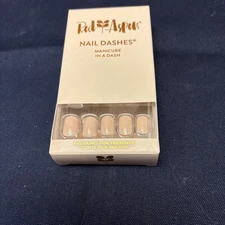 Red Aspen
NAIL DASHES®
MANICURE
IN A DASH